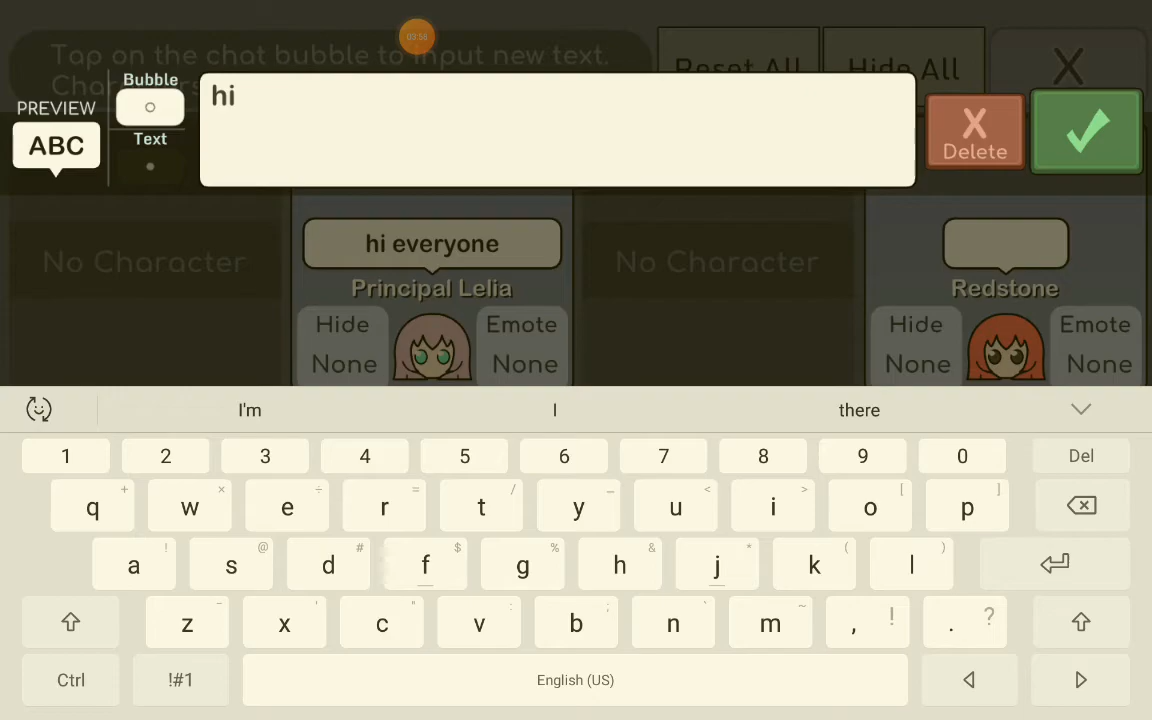 Tap on the chat bubble to input new text.
03:56
Reset All
Hide All
X
PREVIEW
ABC
Bubble
Text
hi
X
Delete
No Character
hi everyone
Principal Lelia
Hide
None
Emote
None
No Character
Redstone
Hide
None
Emote
None
I'm
I
there
1 2 3 4 5 6 7 8 9 0 Del
q + w × e ÷ r = t / y _ u < i > o [ p ]
a ! s @ d # f $ g % h & j * k ( l )
z - x ' c " v : b ; n ` m ~ , ! . ?
Ctrl !#1 English (US)